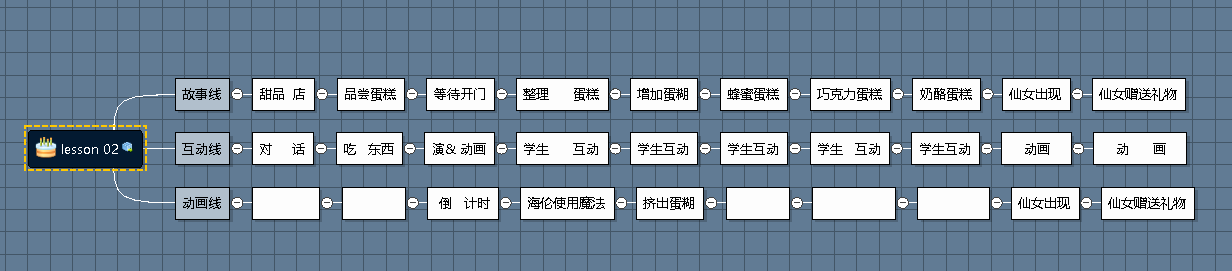 故事线 甜品 店 品尝蛋糕 等待开门 整理 蛋糕 增加蛋糊 蜂蜜蛋糕 巧克力蛋糕 奶酪蛋糕 仙女出现 仙女赠送礼物
lesson 02 互动线 对 话 吃 东西 演& 动画 学生 互动 学生互动 学生互动 学生 互动 学生互动 动画 动 画
动画线 倒 计时 海伦使用魔法 挤出蛋糊 仙女出现 仙女赠送礼物